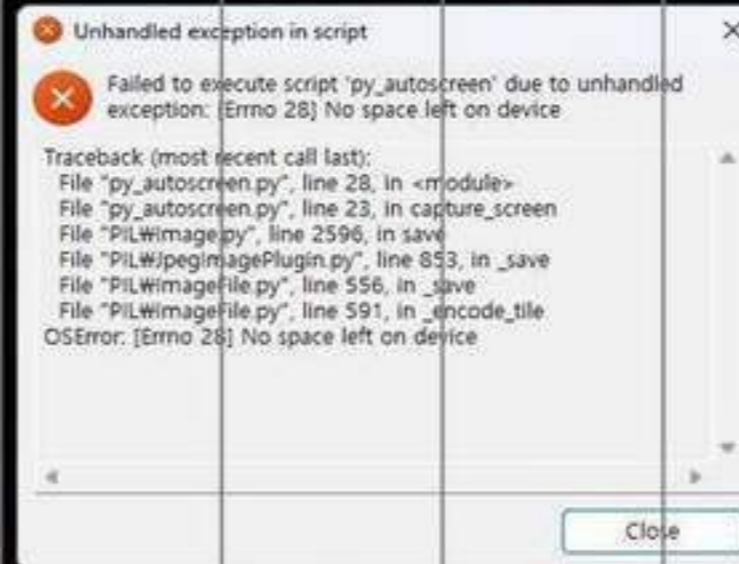 Unhandled exception in script
Failed to execute script 'py_autoscreen' due to unhandled
exception: [Errno 28] No space left on device
Traceback (most recent call last):
File "py_autoscreen.py", line 28, in <module>
File "py_autoscreen.py", line 23, in capture_screen
File "PIL₩Image.py", line 2596, in save
File "PIL₩JpegImagePlugin.py", line 853, in _save
File "PIL₩ImageFile.py", line 556, in _save
File "PIL₩ImageFile.py", line 591, in _encode_tile
OSError: [Errno 28] No space left on device
Close